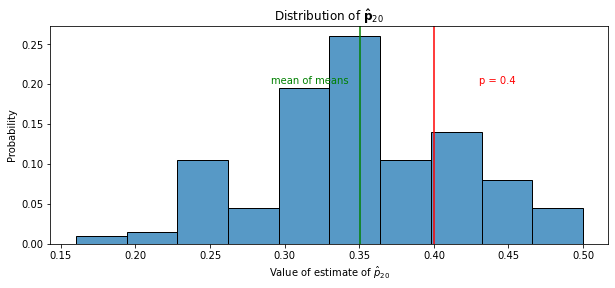 Distribution of p̂₂₀
0.25
0.20
0.15
0.10
0.05
0.00
Probability
mean of means
p = 0.4
0.15 0.20 0.25 0.30 0.35 0.40 0.45 0.50
Value of estimate of p̂₂₀